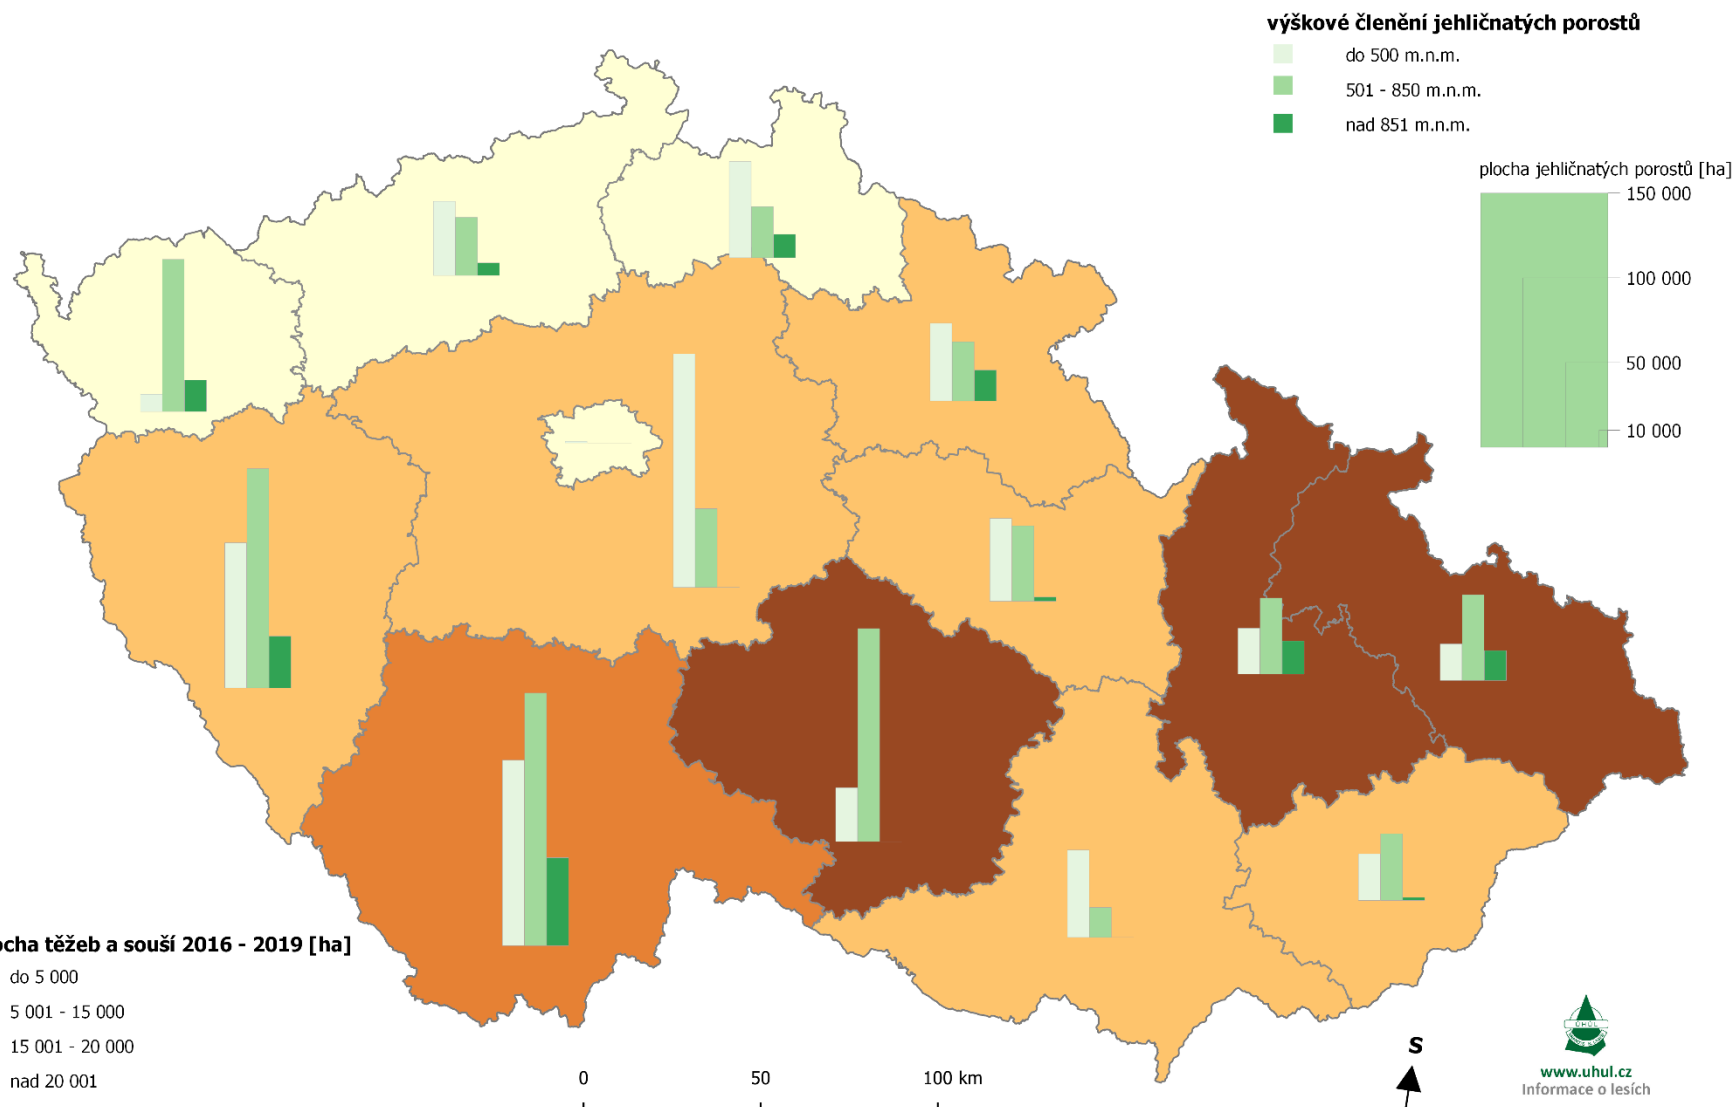 výškové členění jehličnatých porostů
do 500 m.n.m.
501 - 850 m.n.m.
nad 851 m.n.m.
plocha jehličnatých porostů [ha]
150 000
100 000
50 000
10 000
ocha těžeb a souší 2016 - 2019 [ha]
do 5 000
5 001 - 15 000
15 001 - 20 000
nad 20 001
0 50 100 km
S
ÚHÚL
www.uhul.cz
Informace o lesích